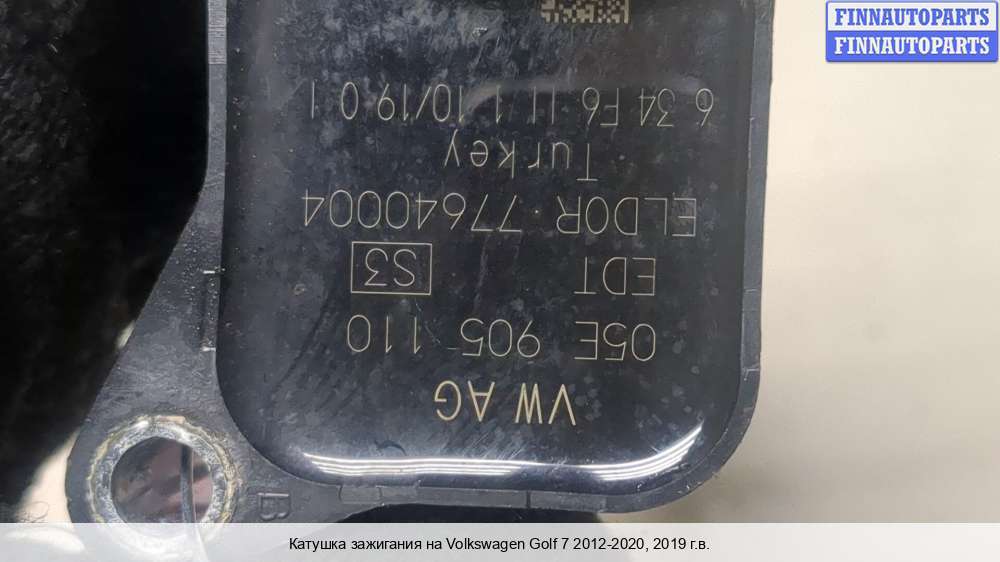 FINNAUTOPARTS
FINNAUTOPARTS
VW AG
05E 905 110
EDT S3
ELDOR 77640004
Turkey
6 34 F6 11 1 10/19 0 1
B
Катушка зажигания на Volkswagen Golf 7 2012-2020, 2019 г.в.